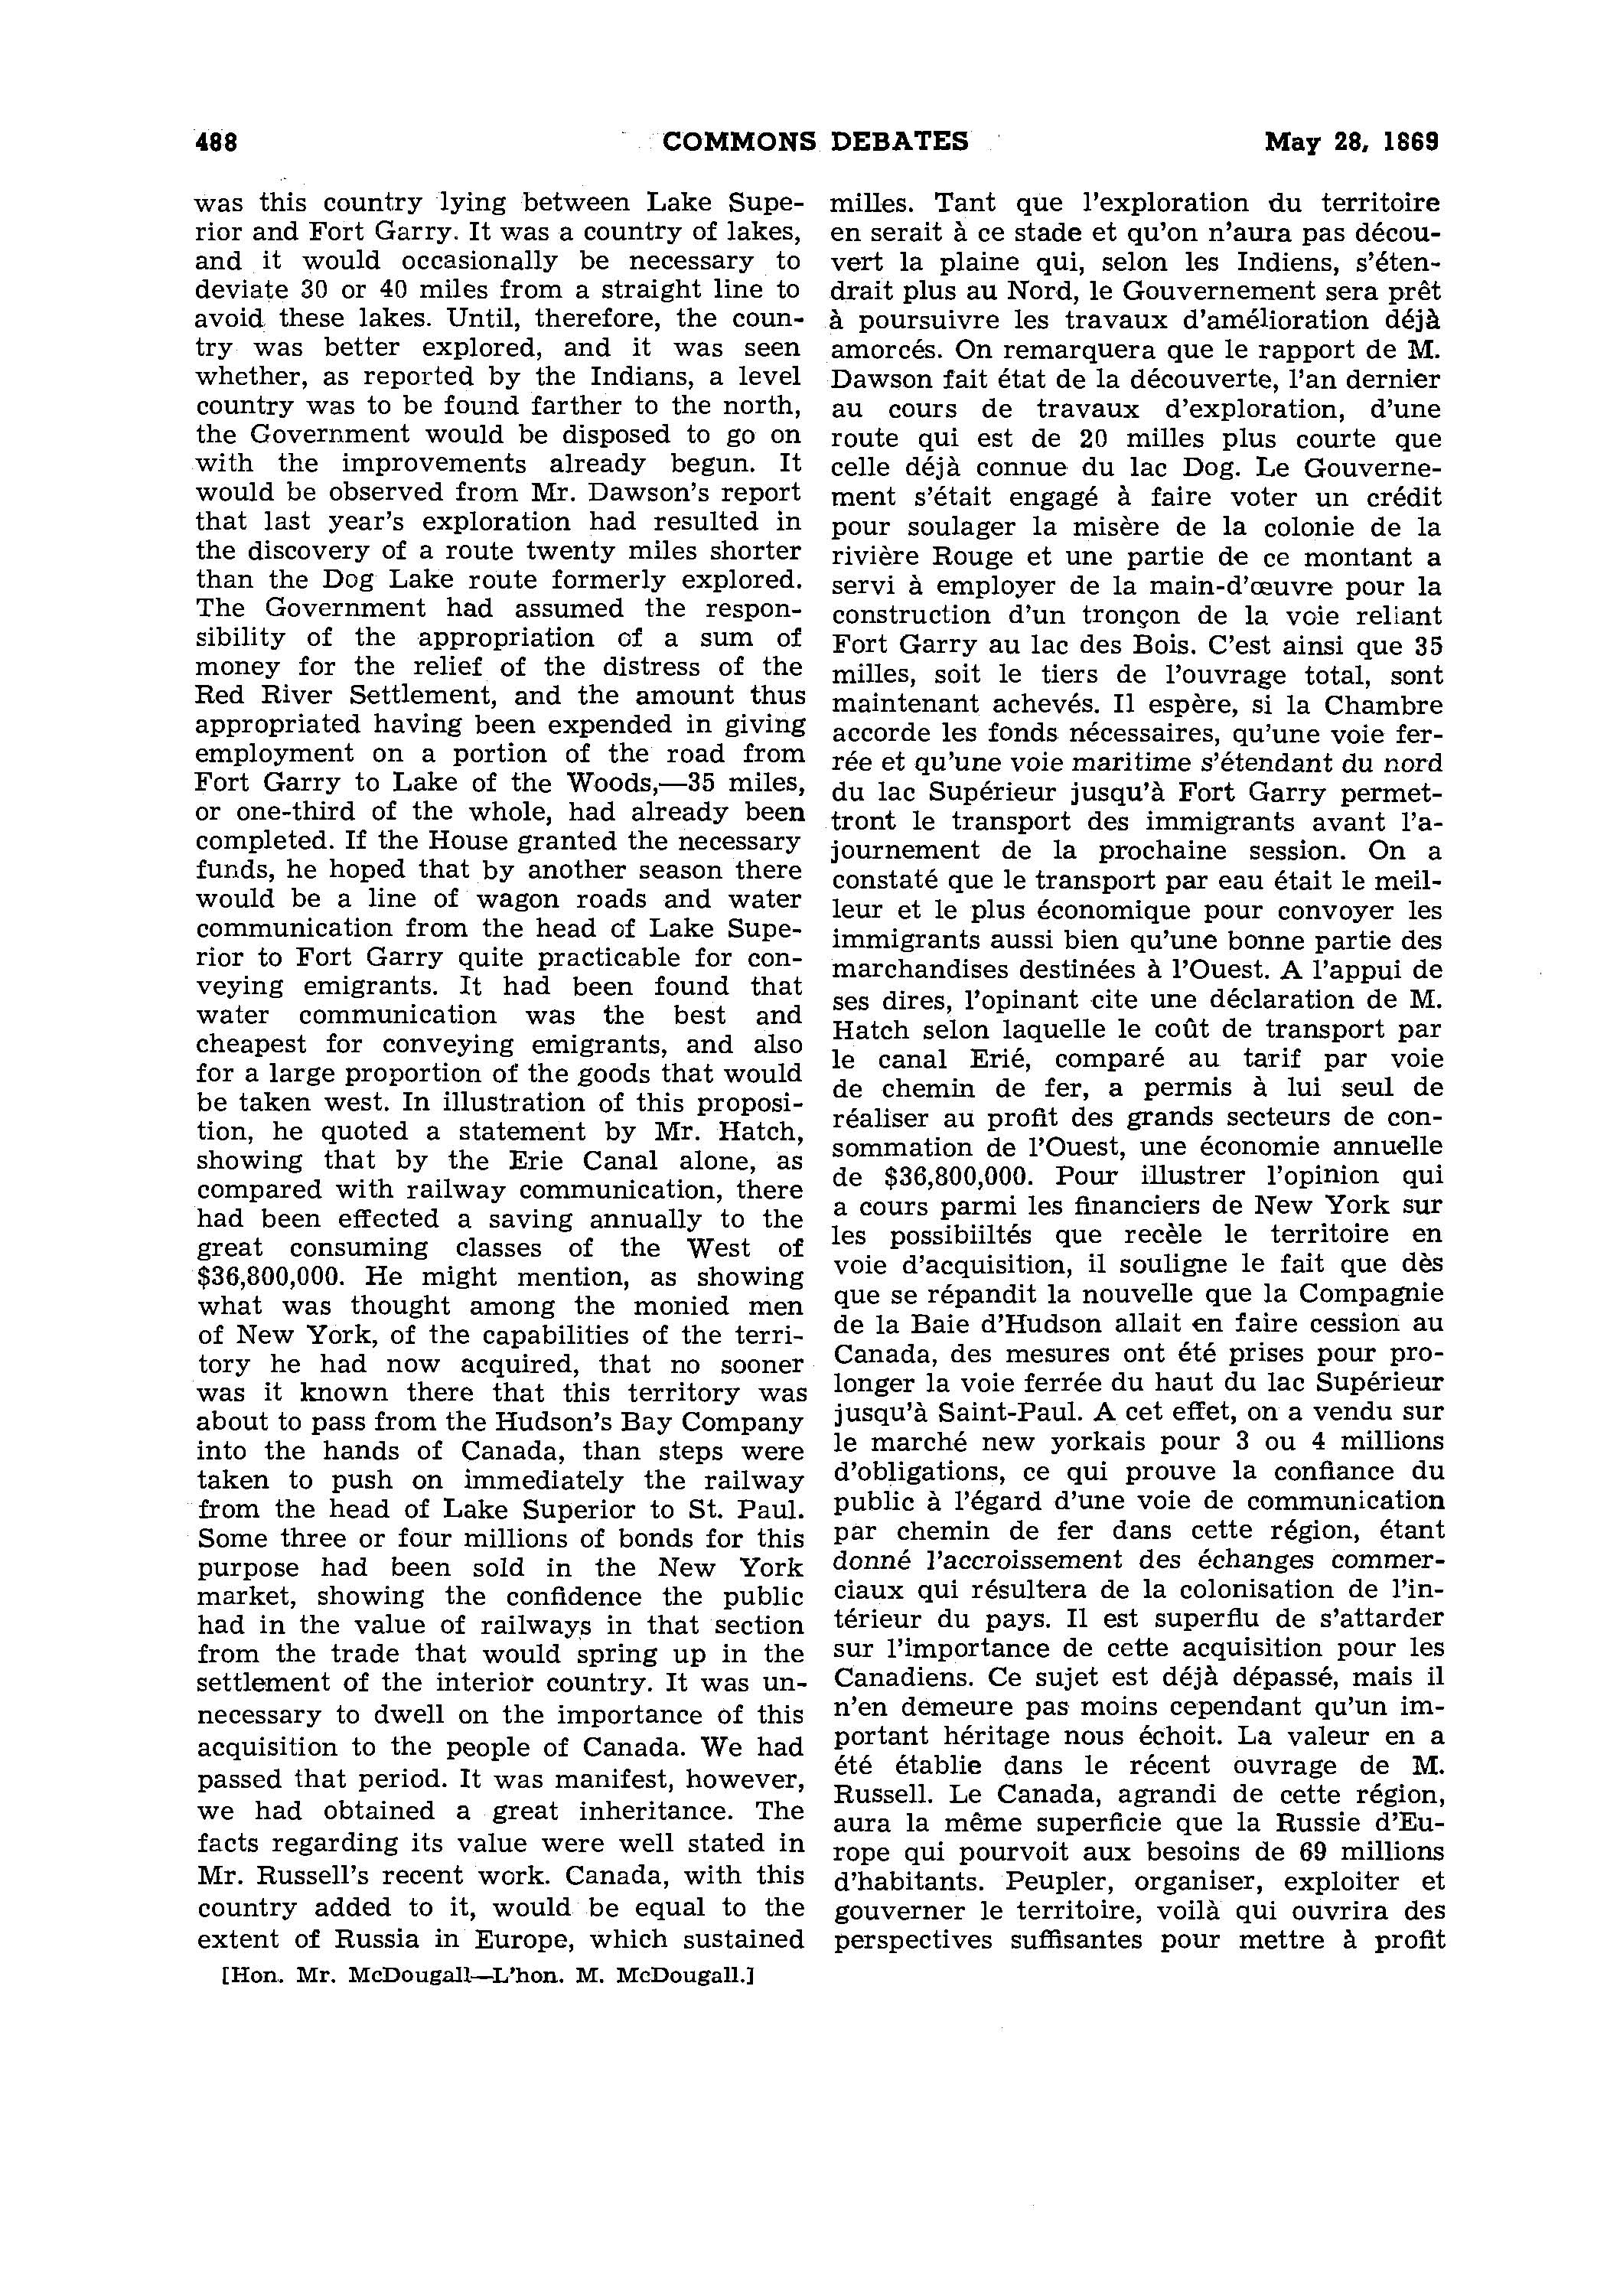 488 COMMONS DEBATES May 28, 1869
was this country lying between Lake Supe-
rior and Fort Garry. It was a country of lakes,
and it would occasionally be necessary to
deviate 30 or 40 miles from a straight line to
avoid these lakes. Until, therefore, the coun-
try was better explored, and it was seen
whether, as reported by the Indians, a level
country was to be found farther to the north,
the Government would be disposed to go on
with the improvements already begun. It
would be observed from Mr. Dawson's report
that last year's exploration had resulted in
the discovery of a route twenty miles shorter
than the Dog Lake route formerly explored.
The Government had assumed the respon-
sibility of the appropriation of a sum of
money for the relief of the distress of the
Red River Settlement, and the amount thus
appropriated having been expended in giving
employment on a portion of the road from
Fort Garry to Lake of the Woods,—35 miles,
or one-third of the whole, had already been
completed. If the House granted the necessary
funds, he hoped that by another season there
would be a line of wagon roads and water
communication from the head of Lake Supe-
rior to Fort Garry quite practicable for con-
veying emigrants. It had been found that
water communication was the best and
cheapest for conveying emigrants, and also
for a large proportion of the goods that would
be taken west. In illustration of this proposi-
tion, he quoted a statement by Mr. Hatch,
showing that by the Erie Canal alone, as
compared with railway communication, there
had been effected a saving annually to the
great consuming classes of the West of
$36,800,000. He might mention, as showing
what was thought among the monied men
of New York, of the capabilities of the terri-
tory he had now acquired, that no sooner
was it known there that this territory was
about to pass from the Hudson's Bay Company
into the hands of Canada, than steps were
taken to push on immediately the railway
from the head of Lake Superior to St. Paul.
Some three or four millions of bonds for this
purpose had been sold in the New York
market, showing the confidence the public
had in the value of railways in that section
from the trade that would spring up in the
settlement of the interior country. It was un-
necessary to dwell on the importance of this
acquisition to the people of Canada. We had
passed that period. It was manifest, however,
we had obtained a great inheritance. The
facts regarding its value were well stated in
Mr. Russell's recent work. Canada, with this
country added to it, would be equal to the
extent of Russia in Europe, which sustained
milles. Tant que l'exploration du territoire
en serait à ce stade et qu'on n'aura pas décou-
vert la plaine qui, selon les Indiens, s'éten-
drait plus au Nord, le Gouvernement sera prêt
à poursuivre les travaux d'amélioration déjà
amorcés. On remarquera que le rapport de M.
Dawson fait état de la découverte, l'an dernier
au cours de travaux d'exploration, d'une
route qui est de 20 milles plus courte que
celle déjà connue du lac Dog. Le Gouverne-
ment s'était engagé à faire voter un crédit
pour soulager la misère de la colonie de la
rivière Rouge et une partie de ce montant a
servi à employer de la main-d'œuvre pour la
construction d'un tronçon de la voie reliant
Fort Garry au lac des Bois. C'est ainsi que 35
milles, soit le tiers de l'ouvrage total, sont
maintenant achevés. Il espère, si la Chambre
accorde les fonds nécessaires, qu'une voie fer-
rée et qu'une voie maritime s'étendant du nord
du lac Supérieur jusqu'à Fort Garry permet-
tront le transport des immigrants avant l'a-
journement de la prochaine session. On a
constaté que le transport par eau était le meil-
leur et le plus économique pour convoyer les
immigrants aussi bien qu'une bonne partie des
marchandises destinées à l'Ouest. A l'appui de
ses dires, l'opinant cite une déclaration de M.
Hatch selon laquelle le coût de transport par
le canal Erié, comparé au tarif par voie
de chemin de fer, a permis à lui seul de
réaliser au profit des grands secteurs de con-
sommation de l'Ouest, une économie annuelle
de $36,800,000. Pour illustrer l'opinion qui
a cours parmi les financiers de New York sur
les possibiiltés que recèle le territoire en
voie d'acquisition, il souligne le fait que dès
que se répandit la nouvelle que la Compagnie
de la Baie d'Hudson allait en faire cession au
Canada, des mesures ont été prises pour pro-
longer la voie ferrée du haut du lac Supérieur
jusqu'à Saint-Paul. A cet effet, on a vendu sur
le marché new yorkais pour 3 ou 4 millions
d'obligations, ce qui prouve la confiance du
public à l'égard d'une voie de communication
par chemin de fer dans cette région, étant
donné l'accroissement des échanges commer-
ciaux qui résultera de la colonisation de l'in-
térieur du pays. Il est superflu de s'attarder
sur l'importance de cette acquisition pour les
Canadiens. Ce sujet est déjà dépassé, mais il
n'en demeure pas moins cependant qu'un im-
portant héritage nous échoit. La valeur en a
été établie dans le récent ouvrage de M.
Russell. Le Canada, agrandi de cette région,
aura la même superficie que la Russie d'Eu-
rope qui pourvoit aux besoins de 69 millions
d'habitants. Peupler, organiser, exploiter et
gouverner le territoire, voilà qui ouvrira des
perspectives suffisantes pour mettre à profit
[Hon. Mr. McDougall—L'hon. M. McDougall.]